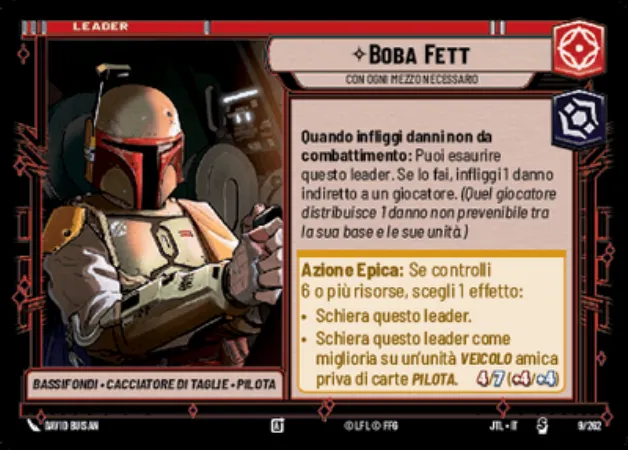 LEADER
BOBA FETT
CON OGNI MEZZO NECESSARIO
Quando infliggi danni non da
combattimento: Puoi esaurire
questo leader. Se lo fai, infliggi 1 danno
indiretto a un giocatore. (Quel giocatore
distribuisce 1 danno non prevenibile tra
la sua base e le sue unità.)
Azione Epica: Se controlli
6 o più risorse, scegli 1 effetto:
• Schiera questo leader.
• Schiera questo leader come
miglioria su un'unità VEICOLO amica
priva di carte PILOTA. 4/7 (+4/+4)
BASSIFONDI • CACCIATORE DI TAGLIE • PILOTA
DAVID BUISAN
© LFL © FFG
JTL • IT
S
9/262